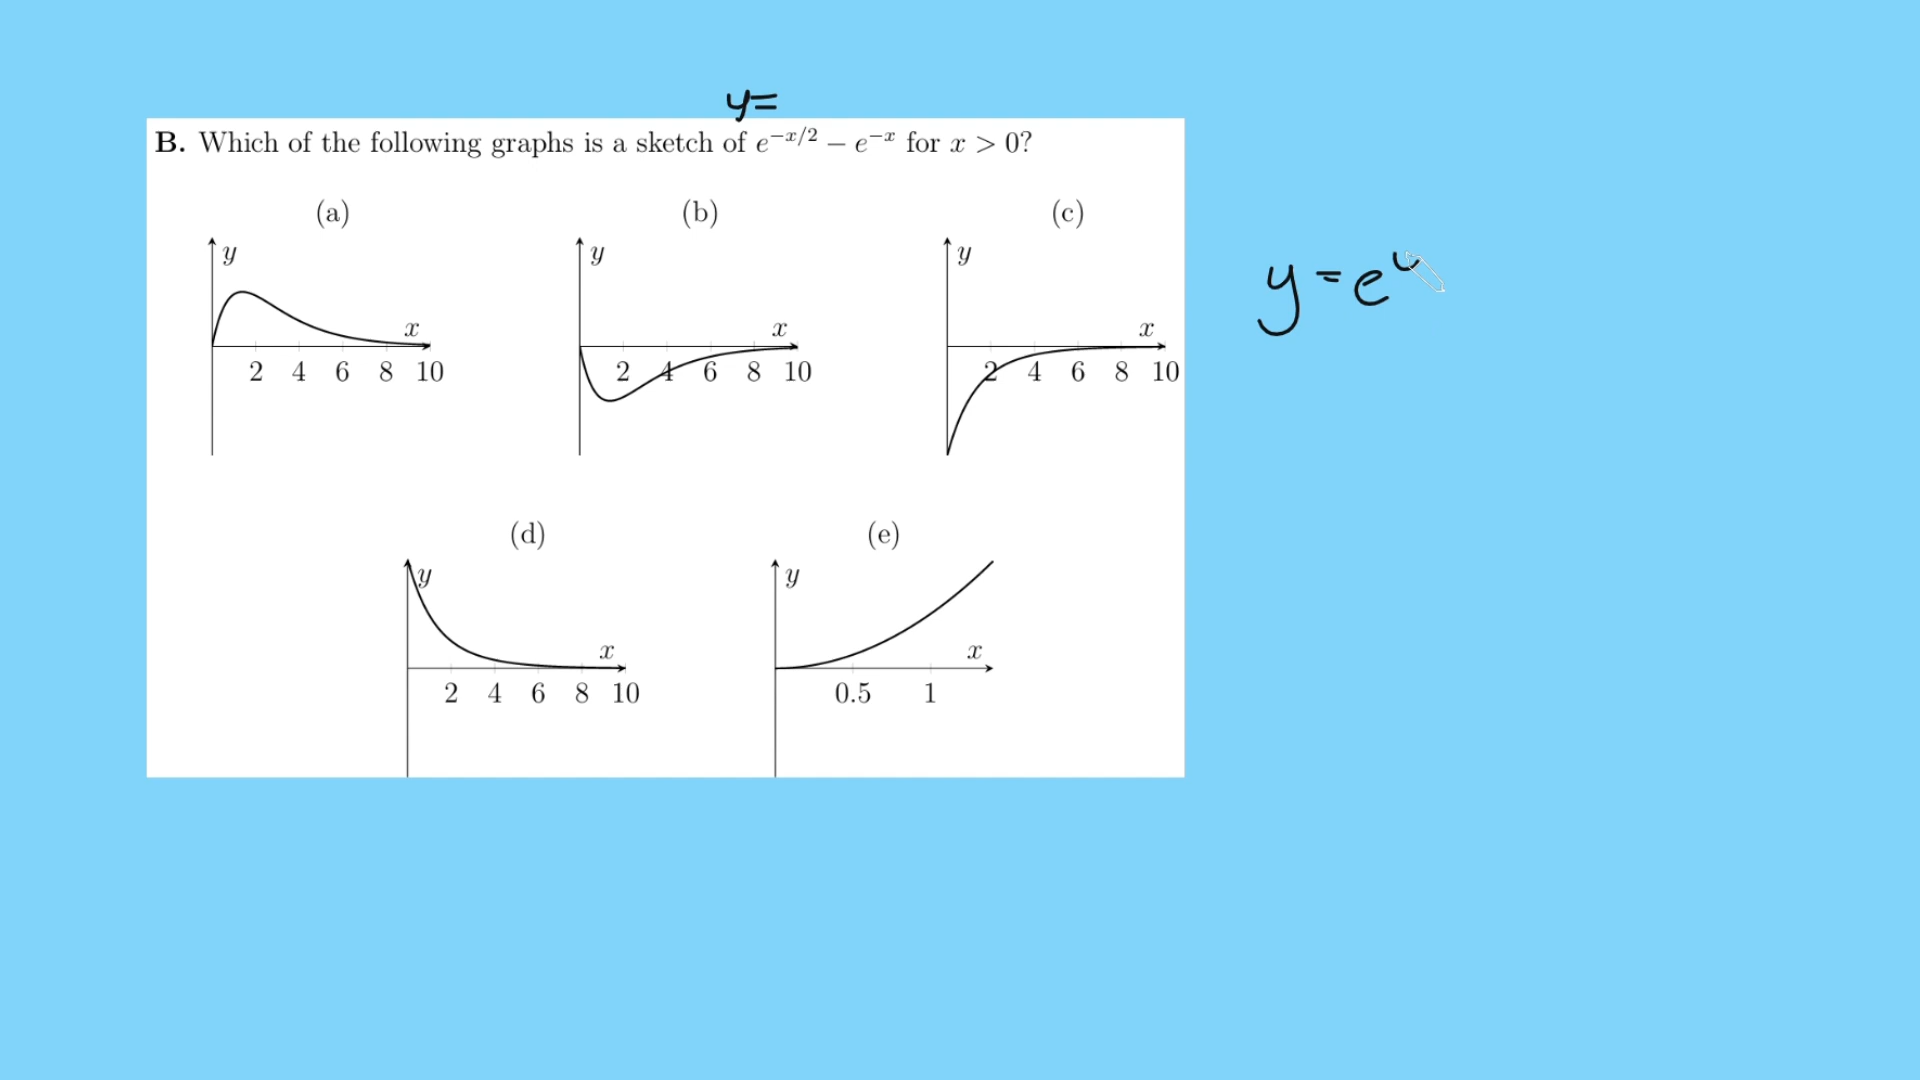 y=
B. Which of the following graphs is a sketch of e^{-x/2} − e^{-x} for x > 0?
(a) (b) (c)
y y y
x x x
2 4 6 8 10 2 4 6 8 10 2 4 6 8 10
y = e
(d) (e)
y y
x x
2 4 6 8 10 0.5 1